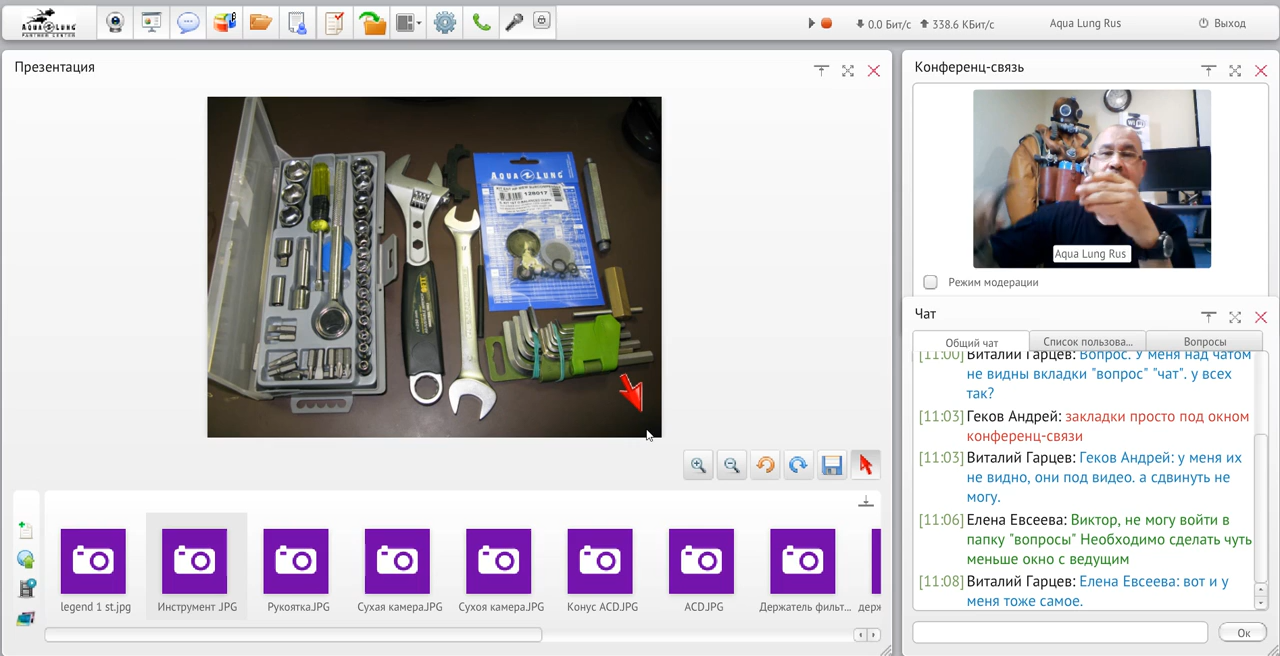 AQUA LUNG
PARTNER CENTER
0.0 Бит/с
338.6 КБит/с
Aqua Lung Rus
Выход
Презентация
AQUA LUNG
128017
legend 1 st.jpg
Инструмент .JPG
Рукоятка.JPG
Сухая камера.JPG
Сухоя камера.JPG
Конус ACD.JPG
ACD.JPG
Держатель фильт...
держ
Конференц-связь
Aqua Lung Rus
Режим модерации
Чат
Общий чат
Список пользова...
Вопросы
[11:00] Виталий Гарцев: Вопрос. У меня над чатом
не видны вкладки "вопрос" "чат". у всех
так?
[11:03] Геков Андрей: закладки просто под окном
конференц-связи
[11:03] Виталий Гарцев: Геков Андрей: у меня их
не видно, они под видео. а сдвинуть не
могу.
[11:06] Елена Евсеева: Виктор, не могу войти в
папку "вопросы" Необходимо сделать чуть
меньше окно с ведущим
[11:08] Виталий Гарцев: Елена Евсеева: вот и у
меня тоже самое.
Ок